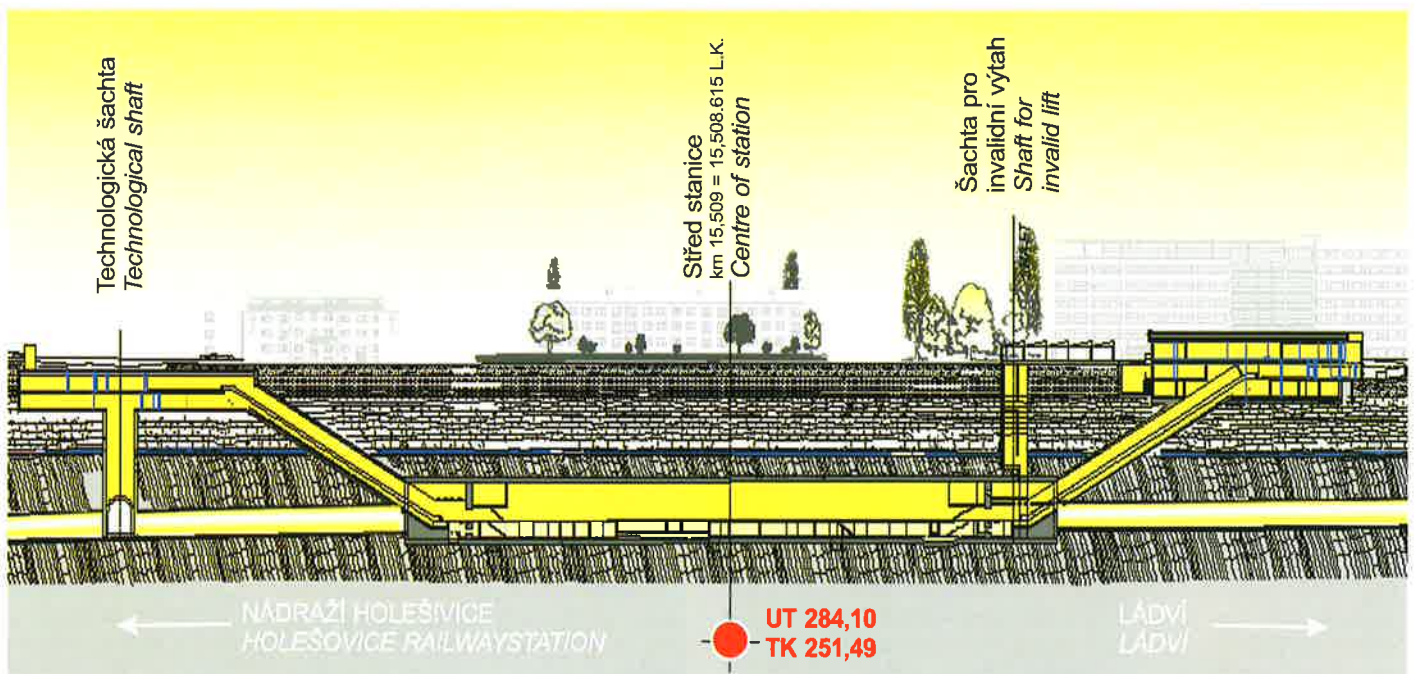 Technologická šachta
Technological shaft
Střed stanice
km 15,509 = 15,508.615 L.K.
Centre of station
Šachta pro
invalidní výtah
Shaft for
invalid lift
NÁDRAŽÍ HOLEŠIVICE
HOLEŠOVICE RAILWAYSTATION
UT 284,10
TK 251,49
LÁDVÍ
LÁDVÍ